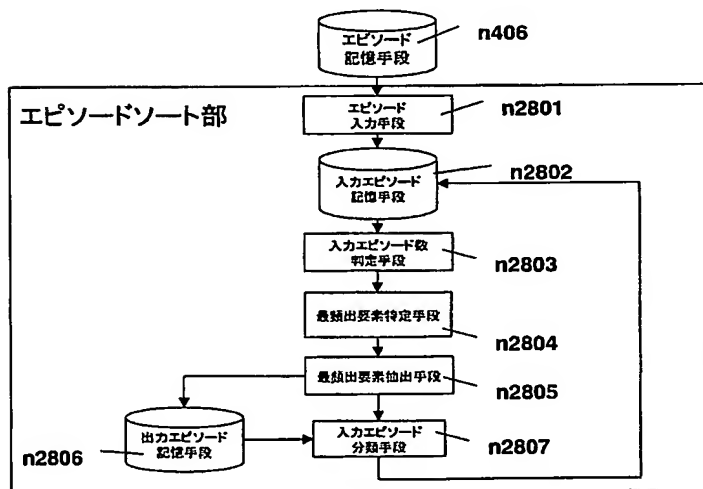 エピソード
記憶手段
n406
エピソードソート部
エピソード
入力手段
n2801
入力エピソード
記憶手段
n2802
入力エピソード数
判定手段
n2803
最頻出要素特定手段
n2804
最頻出要素抽出手段
n2805
出力エピソード
記憶手段
n2806
入力エピソード
分類手段
n2807